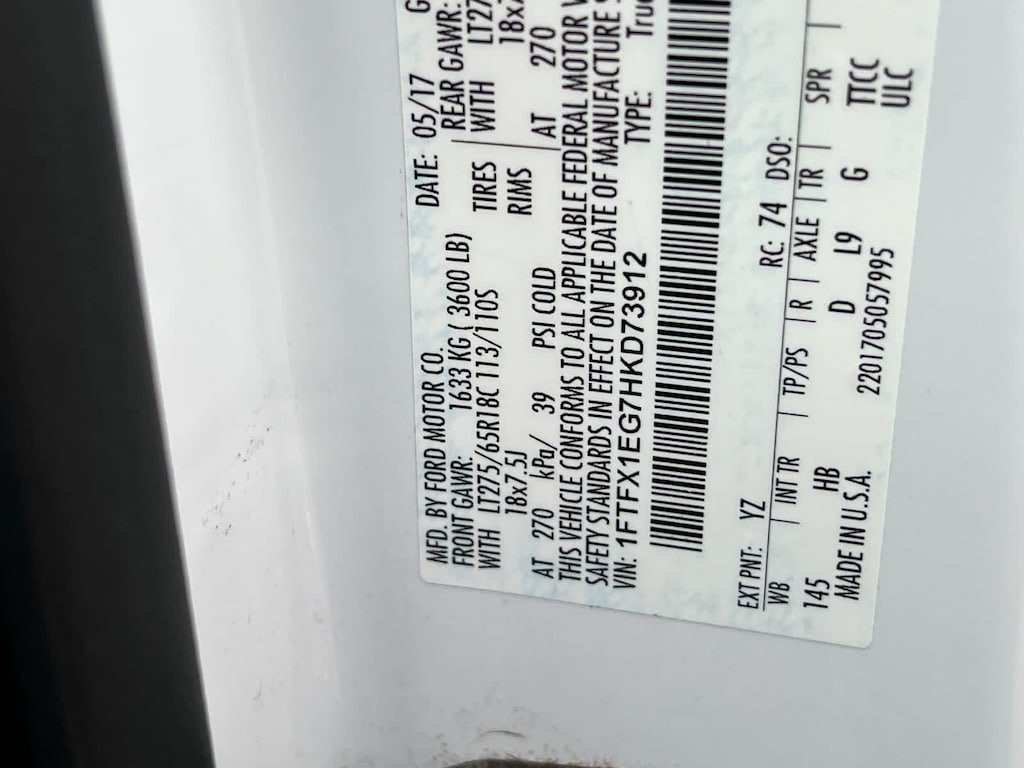 MFD. BY FORD MOTOR CO.
DATE: 05/17
FRONT GAWR: 1633 KG ( 3600 LB)
REAR GAWR:
WITH LT275/65R18C 113/110S TIRES
WITH
18x7.5J RIMS
AT 270 kPa/ 39 PSI COLD
AT 270
THIS VEHICLE CONFORMS TO ALL APPLICABLE FEDERAL MOTOR
SAFETY STANDARDS IN EFFECT ON THE DATE OF MANUFACTURE
VIN: 1FTFX1EG7HKD73912
TYPE:
EXT PNT: YZ RC: 74 DSO:
WB | INT TR | TP/PS | R | AXLE | TR | SPR |
145 HB D L9 G TTCC
MADE IN U.S.A. 220170505799​5 ULC